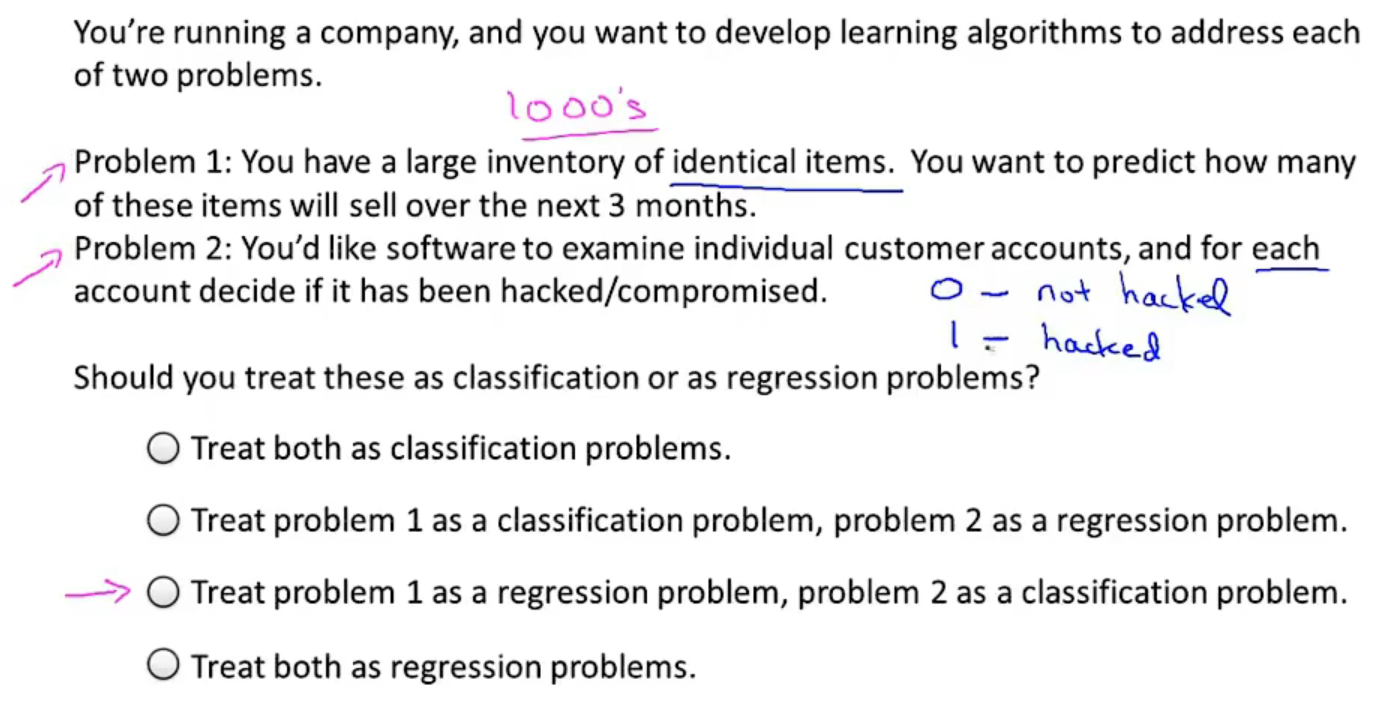 You're running a company, and you want to develop learning algorithms to address each
of two problems.
1000's
Problem 1: You have a large inventory of identical items. You want to predict how many
of these items will sell over the next 3 months.
Problem 2: You'd like software to examine individual customer accounts, and for each
account decide if it has been hacked/compromised.
0 - not hacked
1 - hacked
Should you treat these as classification or as regression problems?
Treat both as classification problems.
Treat problem 1 as a classification problem, problem 2 as a regression problem.
Treat problem 1 as a regression problem, problem 2 as a classification problem.
Treat both as regression problems.